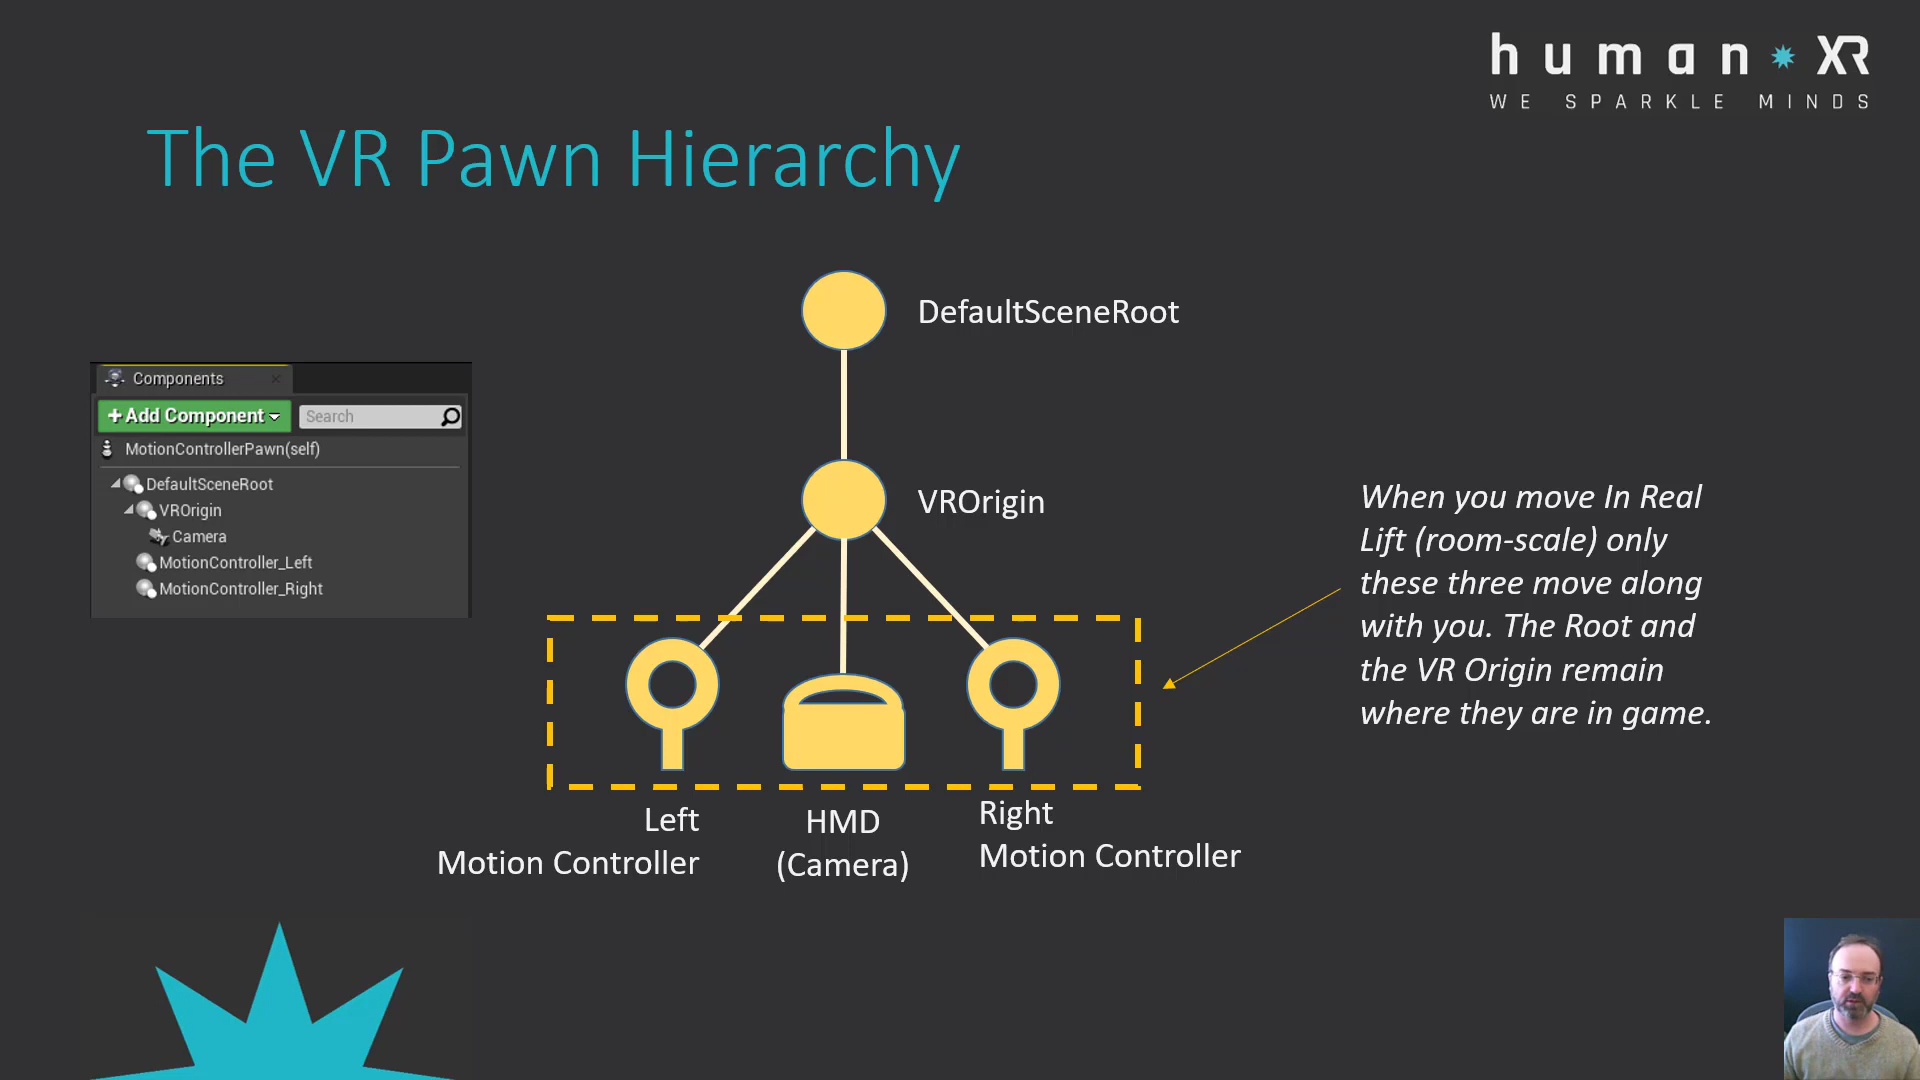 human XR
WE SPARKLE MINDS
The VR Pawn Hierarchy
DefaultSceneRoot
Components
+Add Component
Search
MotionControllerPawn(self)
DefaultSceneRoot
VROrigin
Camera
MotionController_Left
MotionController_Right
VROrigin
When you move In Real
Lift (room-scale) only
these three move along
with you. The Root and
the VR Origin remain
where they are in game.
Left
Motion Controller
HMD
(Camera)
Right
Motion Controller